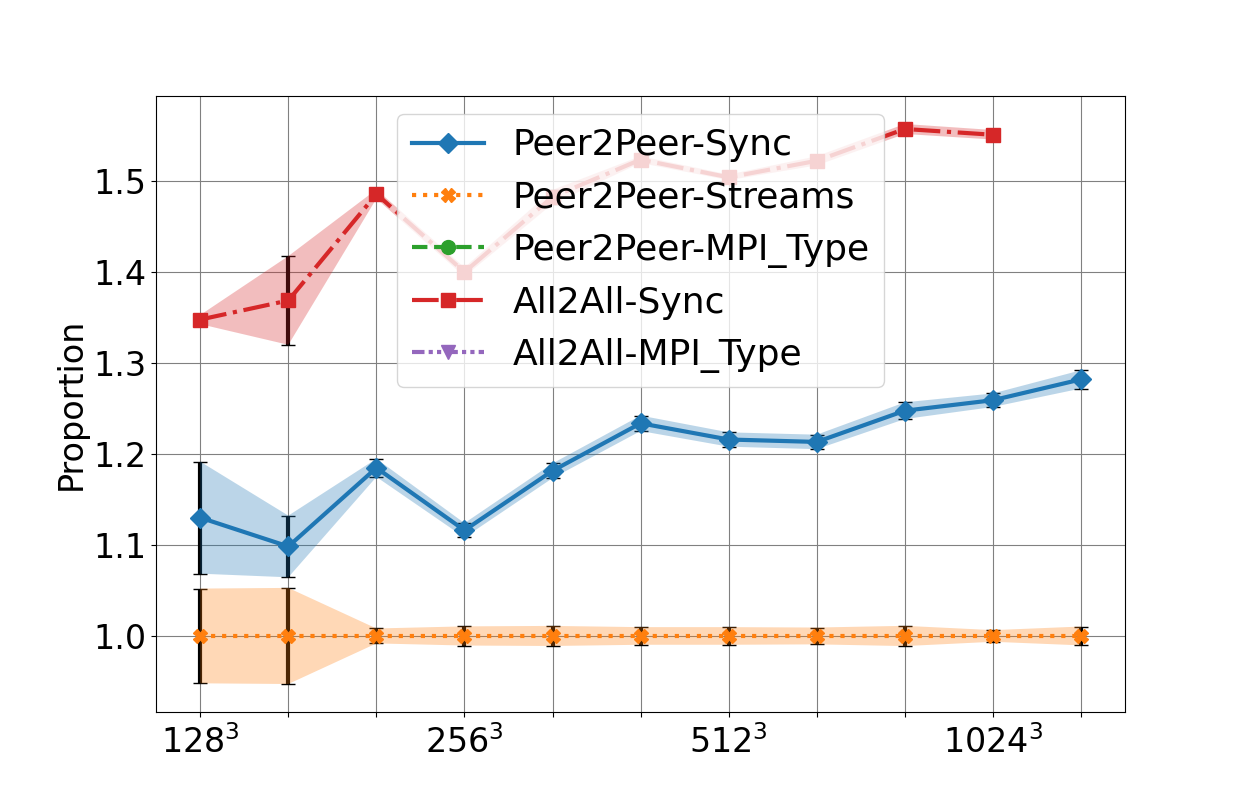 Proportion
1.5
1.4
1.3
1.2
1.1
1.0
Peer2Peer-Sync
Peer2Peer-Streams
Peer2Peer-MPI_Type
All2All-Sync
All2All-MPI_Type
128³ 256³ 512³ 1024³